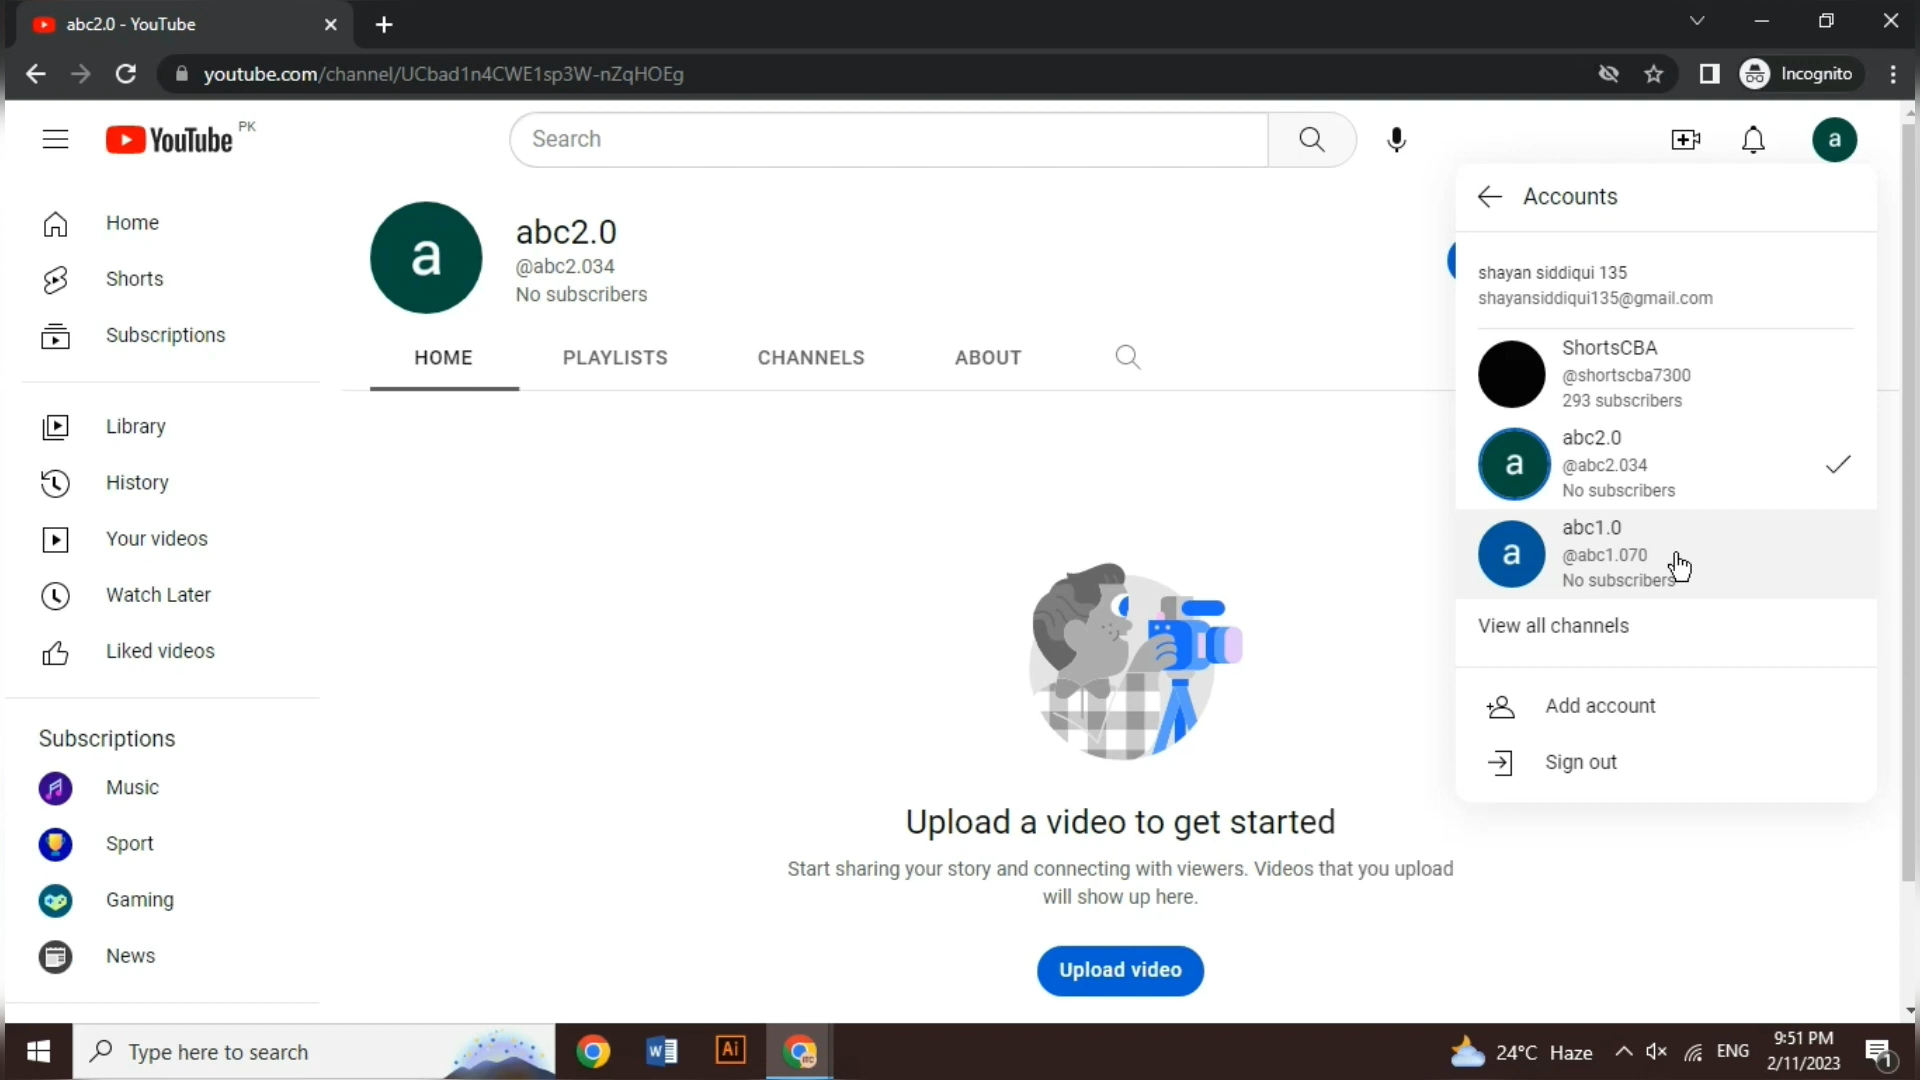 abc2.0 - YouTube
youtube.com/channel/UCbad1n4CWE1sp3W-nZqHOEg
Incognito
YouTube PK
Search
a
Home
Shorts
Subscriptions
Library
History
Your videos
Watch Later
Liked videos
Subscriptions
Music
Sport
Gaming
News
a
abc2.0
@abc2.034
No subscribers
HOME
PLAYLISTS
CHANNELS
ABOUT
Upload a video to get started
Start sharing your story and connecting with viewers. Videos that you upload
will show up here.
Upload video
Accounts
shayan siddiqui 135
shayansiddiqui135@gmail.com
ShortsCBA
@shortscba7300
293 subscribers
a
abc2.0
@abc2.034
No subscribers
a
abc1.0
@abc1.070
No subscribers
View all channels
Add account
Sign out
Type here to search
W
Ai
24°C Haze
ENG
9:51 PM
2/11/2023
1